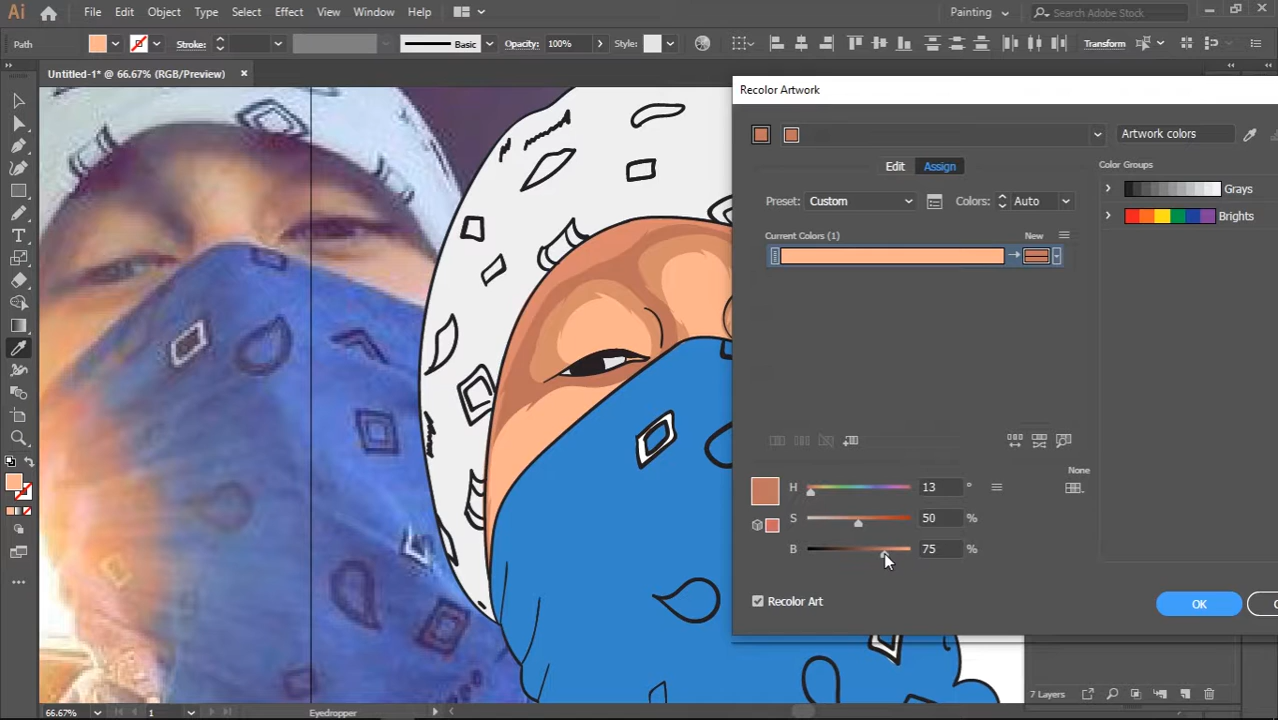 Ai File Edit Object Type Select Effect View Window Help Painting Search Adobe Stock
Path Stroke: Basic Opacity: 100% Style: Transform
Untitled-1* @ 66.67% (RGB/Preview) ×
Recolor Artwork
Artwork colors
Edit Assign Color Groups
Preset: Custom Colors: Auto Grays
Current Colors (1) New Brights
None
H 13 °
S 50 %
B 75 %
Recolor Art OK
7 Layers
66.67% 1 Eyedropper